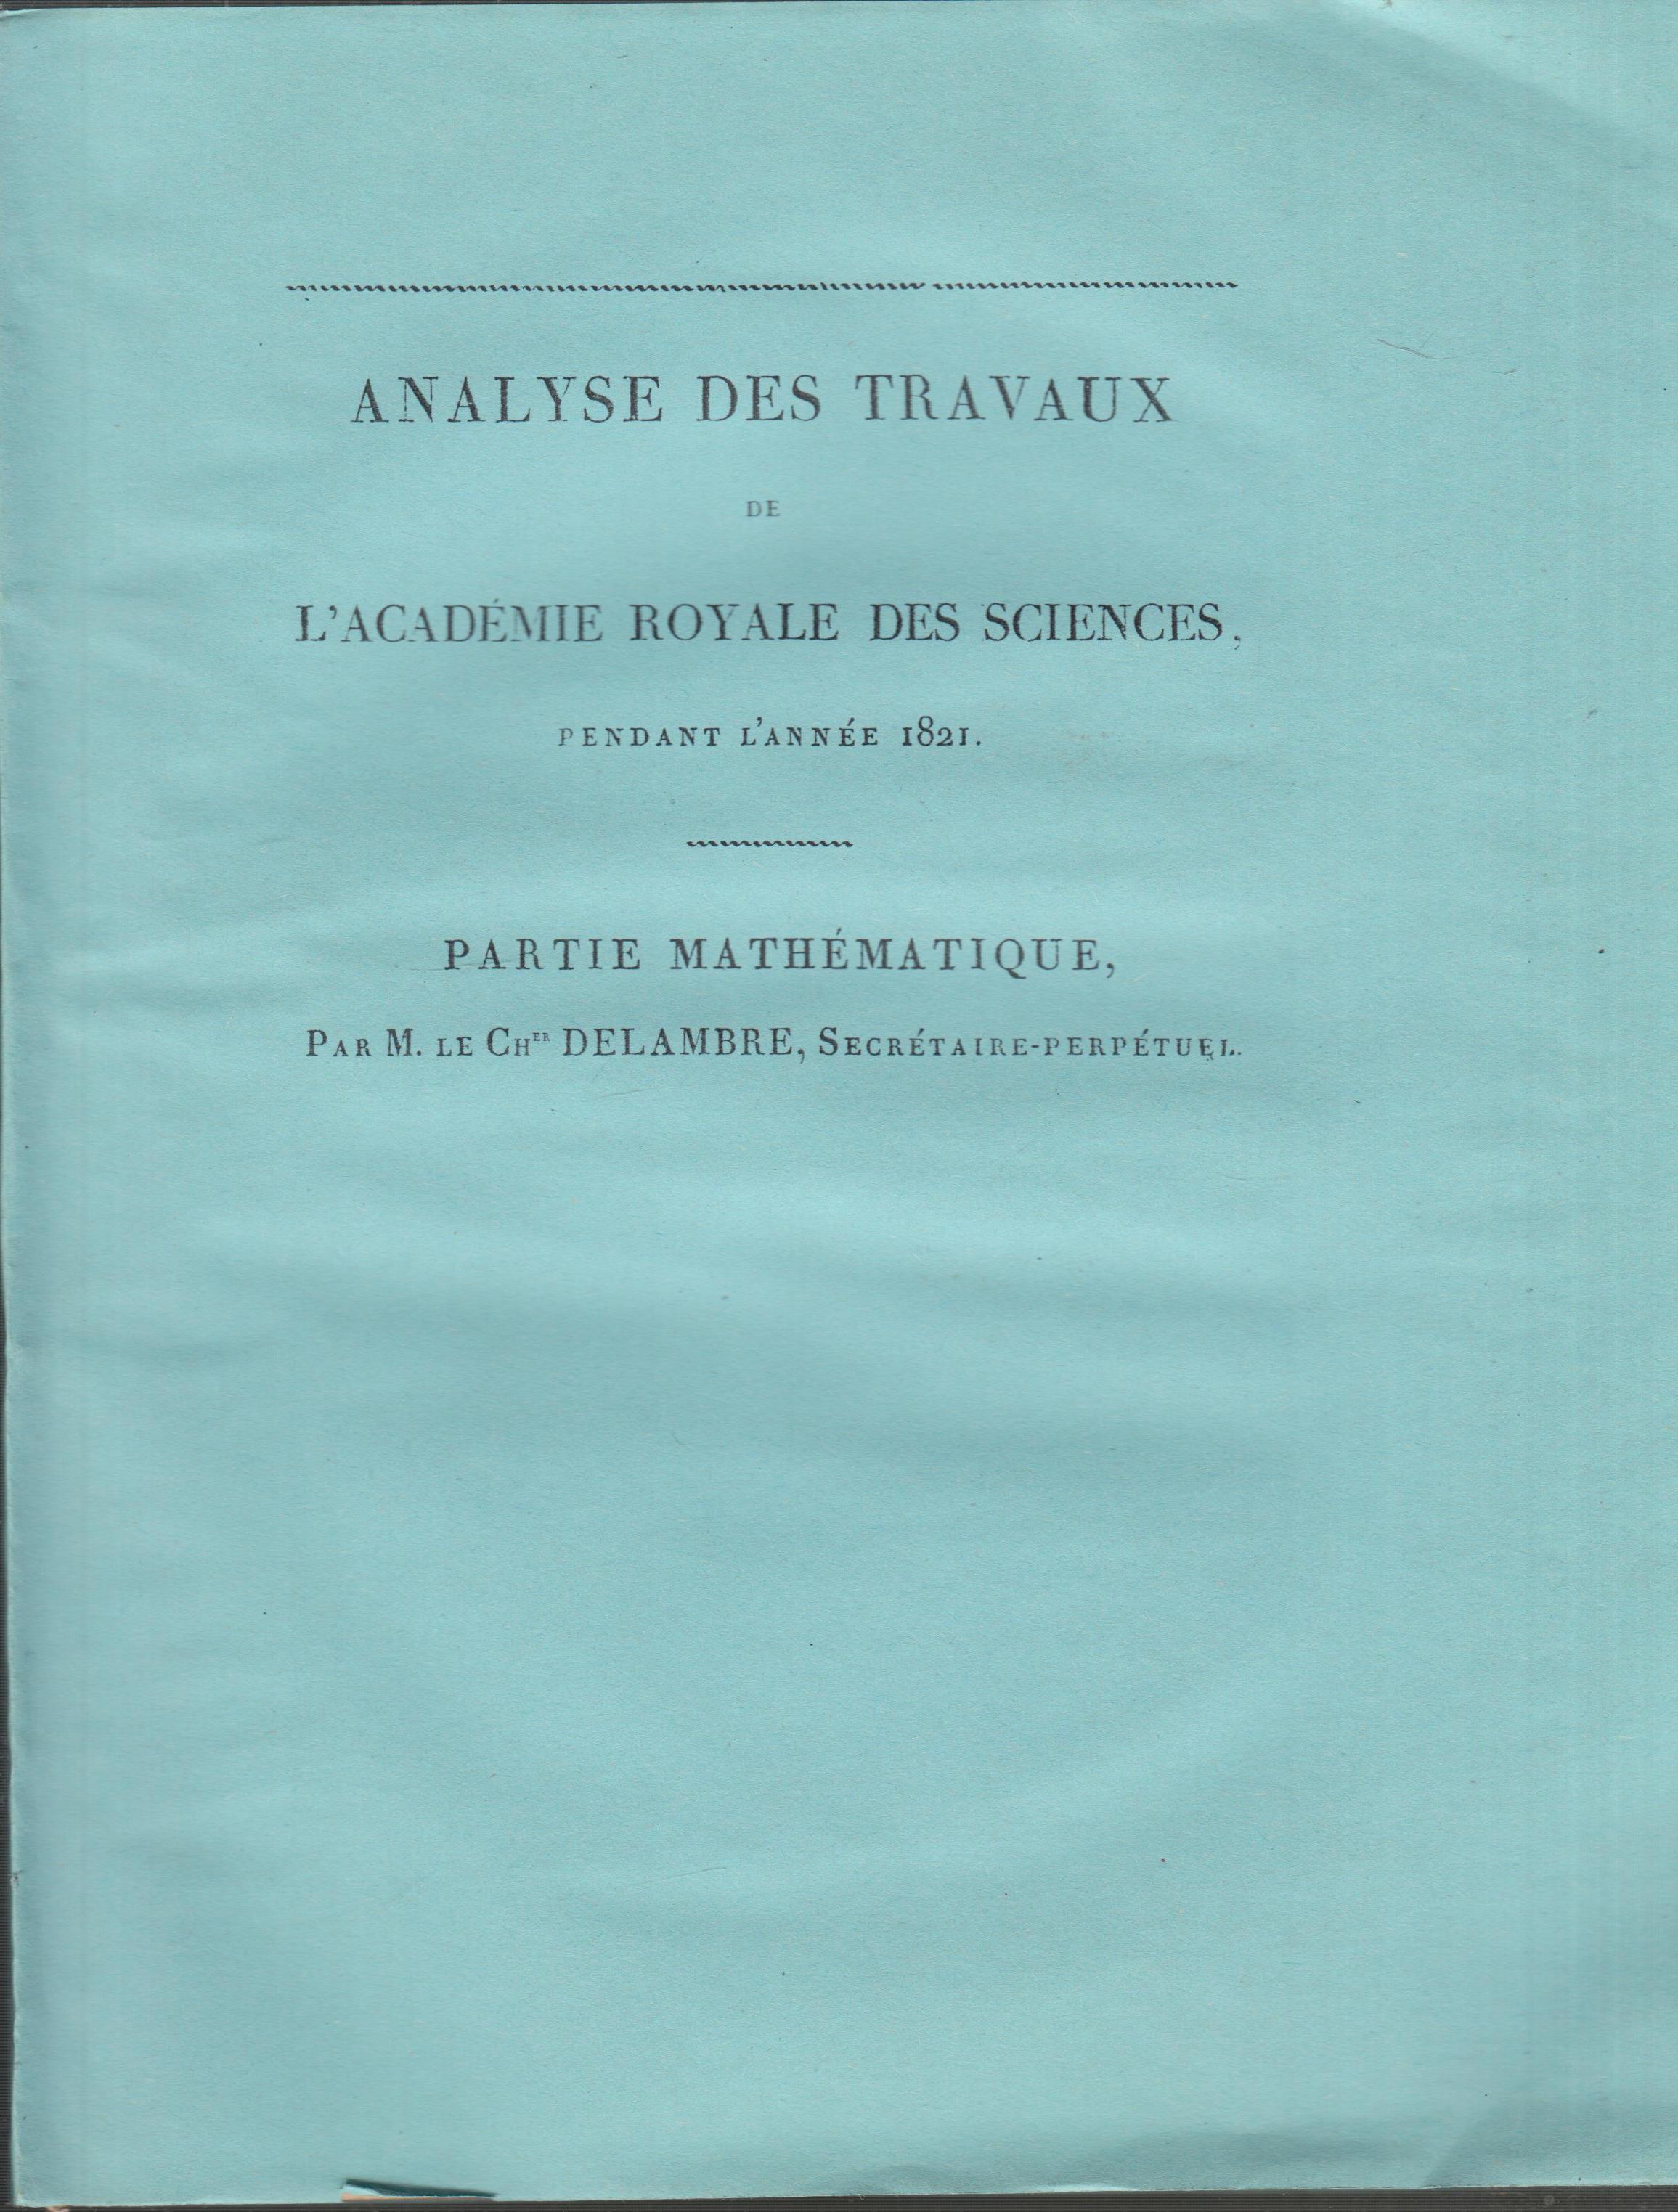 ANALYSE DES TRAVAUX
DE
L'ACADÉMIE ROYALE DES SCIENCES,
PENDANT L'ANNÉE 1821.
PARTIE MATHÉMATIQUE,
PAR M. LE CHER DELAMBRE, SECRÉTAIRE-PERPÉTUEL.